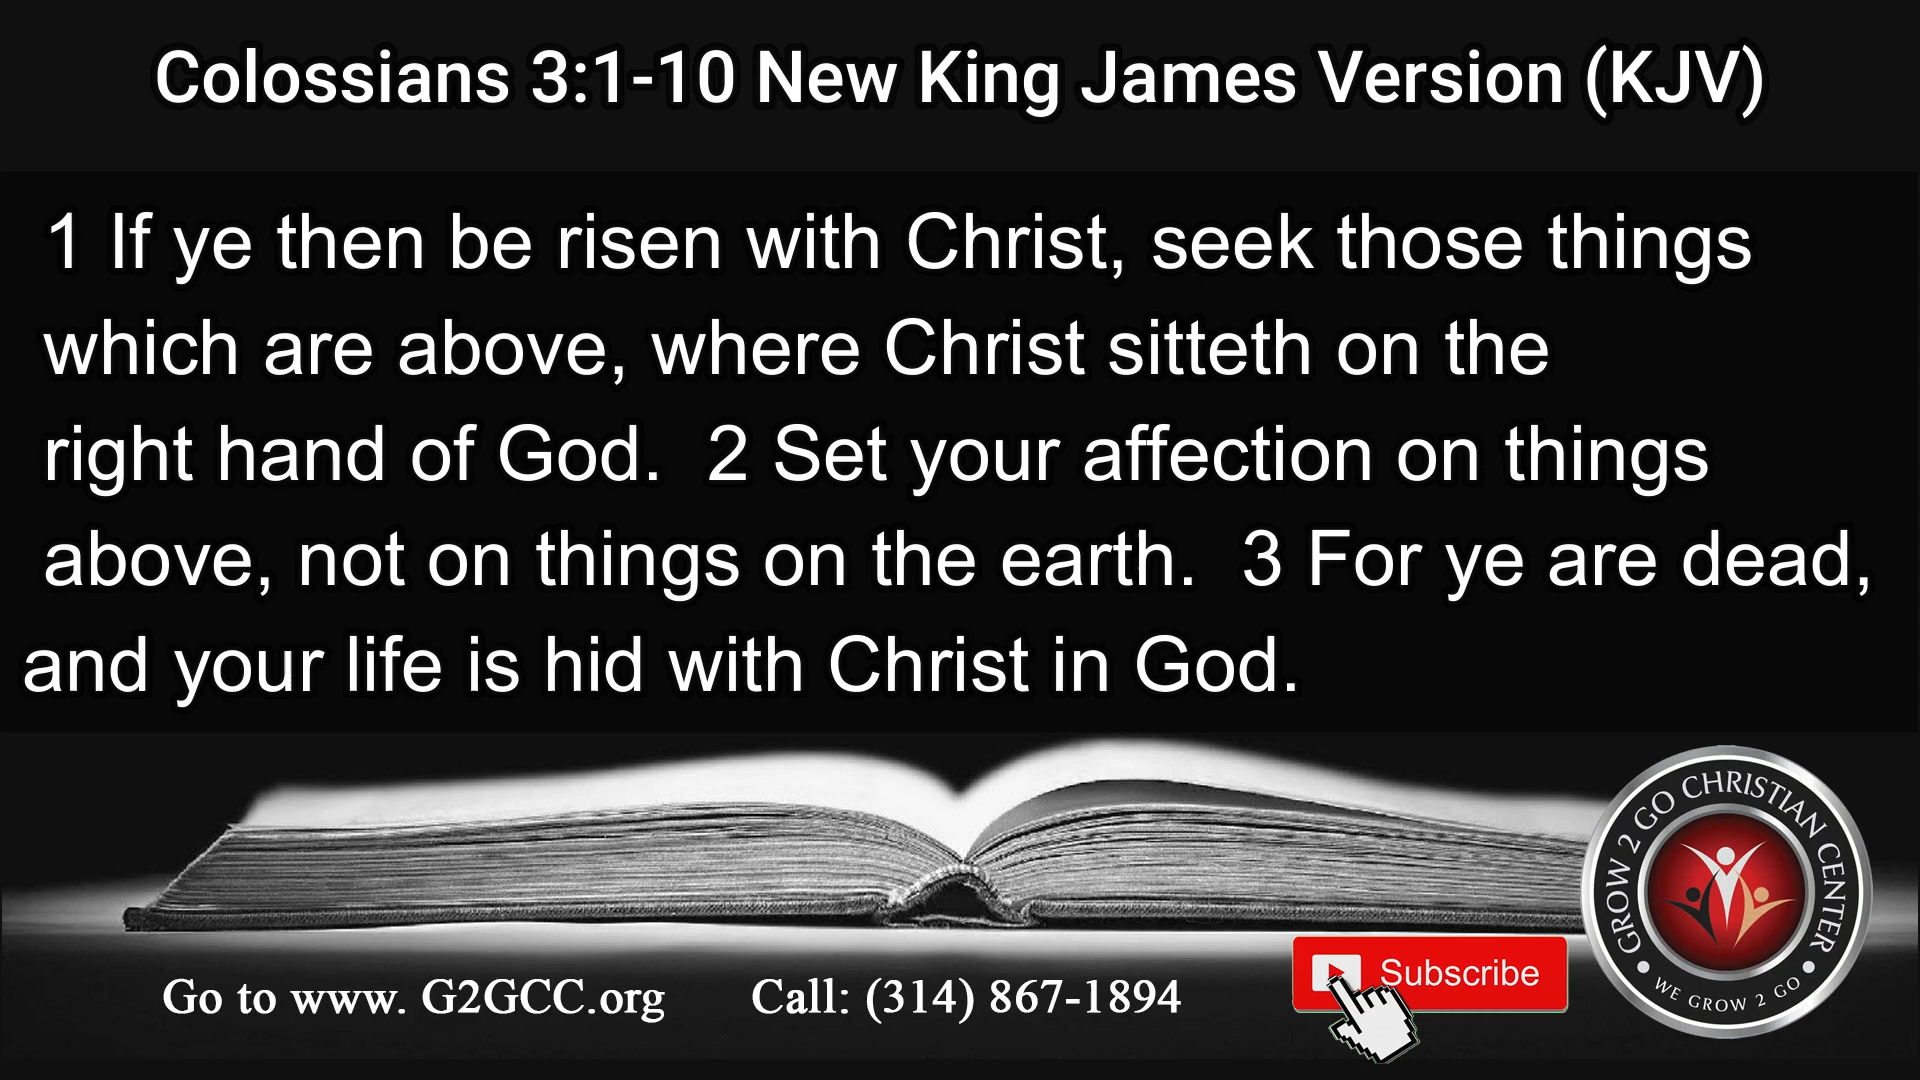 Colossians 3:1-10 New King James Version (KJV)
1 If ye then be risen with Christ, seek those things
which are above, where Christ sitteth on the
right hand of God.  2 Set your affection on things
above, not on things on the earth.  3 For ye are dead,
and your life is hid with Christ in God.
GROW 2 GO CHRISTIAN CENTER
WE GROW 2 GO
Subscribe
Go to www. G2GCC.org Call: (314) 867-1894